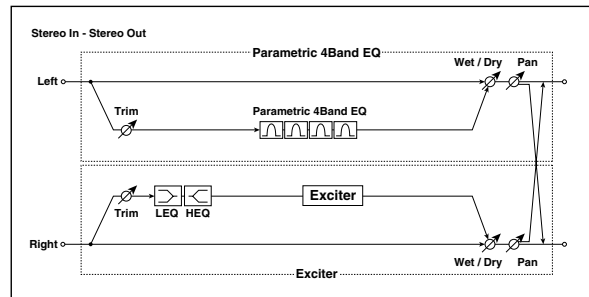 Stereo In - Stereo Out
Parametric 4Band EQ
Wet / Dry Pan
Left
Trim
Parametric 4Band EQ
Exciter
Trim LEQ HEQ
Right
Wet / Dry Pan
Exciter